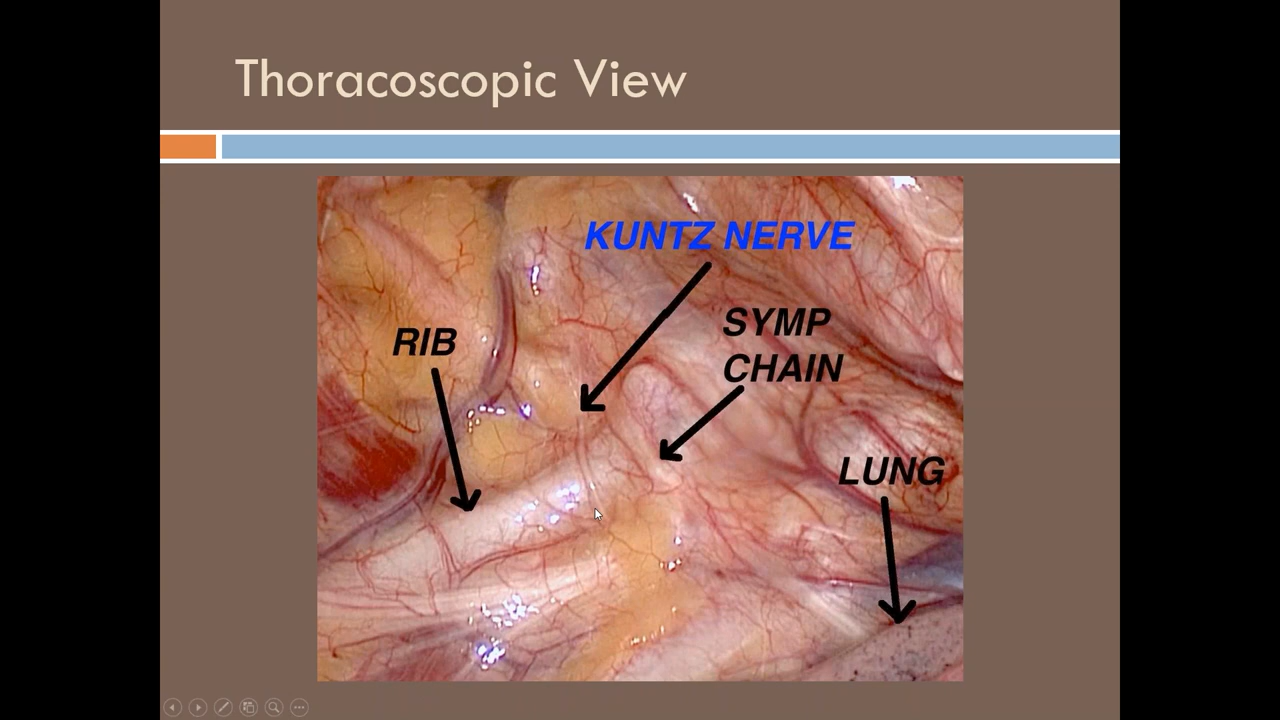 Thoracoscopic View
KUNTZ NERVE
RIB
SYMP
CHAIN
LUNG